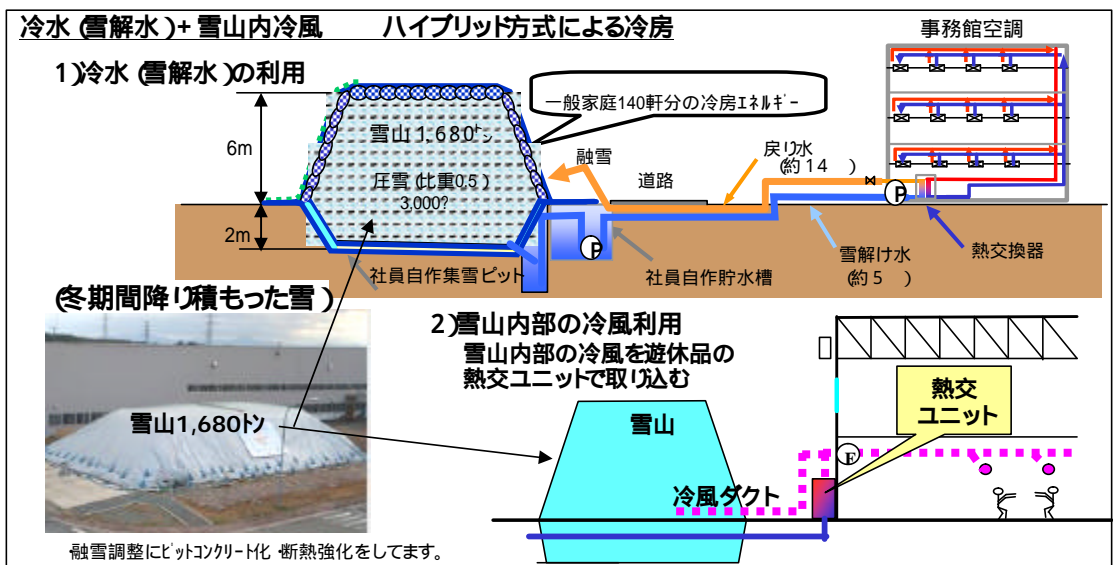 冷水(雪解水)+雪山内冷風 ハイブリッド方式による冷房
事務館空調
1)冷水(雪解水)の利用
一般家庭140軒分の冷房エネルギー
雪山1,680トン
6m
圧雪(比重0.5)
3,000?
融雪
道路
戻り水
(約14 )
P
2m
P
社員自作集雪ピット
社員自作貯水槽
雪解け水
(約5 )
熱交換器
(冬期間降り積もった雪)
雪山1,680トン
2)雪山内部の冷風利用
雪山内部の冷風を遊休品の
熱交ユニットで取り込む
雪山
熱交
ユニット
F
冷風ダクト
・融雪調整にピットコンクリート化・断熱強化をしてます。